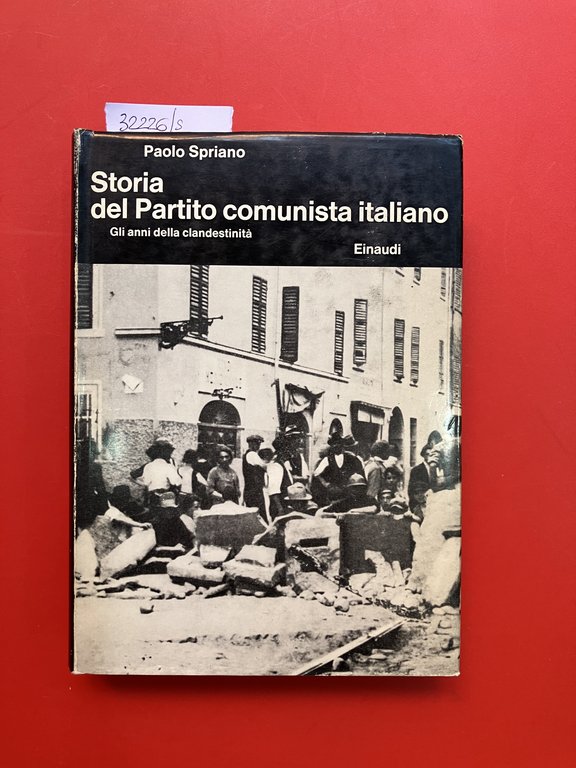 32226/s
Paolo Spriano
Storia
del Partito comunista italiano
Gli anni della clandestinità
Einaudi